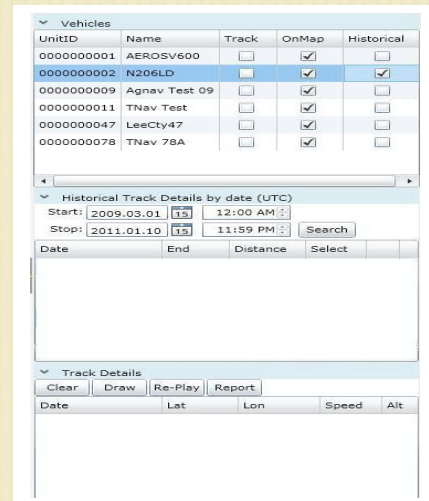 Vehicles
UnitID Name Track OnMap Historical
0000000001 AEROSV600
0000000002 N206LD
0000000009 Agnav Test 09
0000000011 TNav Test
0000000047 LeeCty47
0000000078 TNav 78A
Historical Track Details by date (UTC)
Start: 2009.03.01 15 12:00 AM
Stop: 2011.01.10 15 11:59 PM Search
Date End Distance Select
Track Details
Clear Draw Re-Play Report
Date Lat Lon Speed Alt